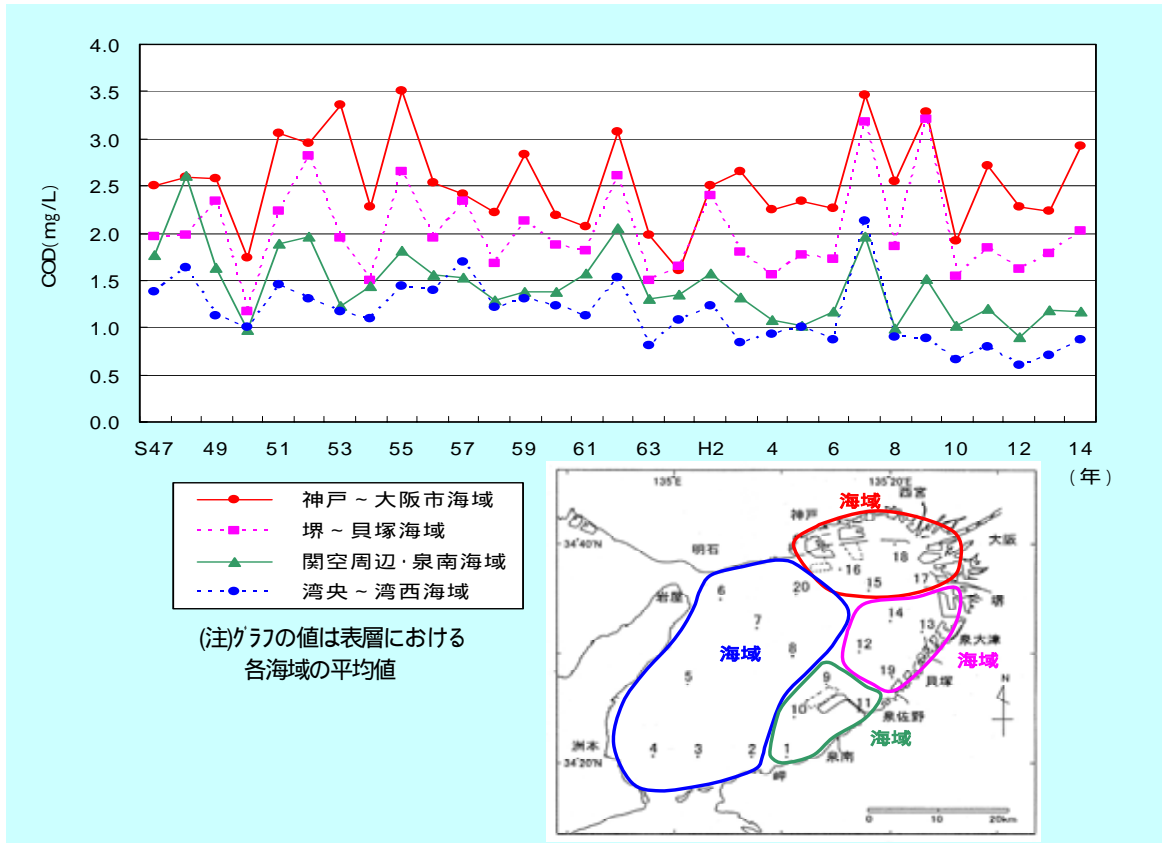 COD(mg/L)
4.0
3.5
3.0
2.5
2.0
1.5
1.0
0.5
0.0
S47 49 51 53 55 57 59 61 63 H2 4 6 8 10 12 14
(年)
神戸～大阪市海域
堺～貝塚海域
関空周辺・泉南海域
湾央～湾西海域
(注)グラフの値は表層における
各海域の平均値
135°E
135°20'
海域
西宮
神戸
大阪
34°40'
明石
18
16
15
17
岩屋
6
20
堺
14
7
13
泉大津
12
8
海域
海域
19
貝塚
5
9
N
10
11
泉佐野
海域
洲本
4
3
2
1
泉南
34°20'
岬
0 10 20km